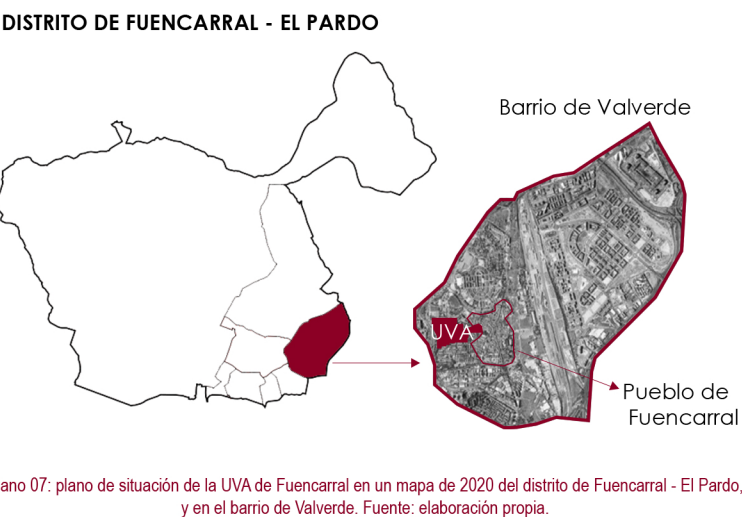 DISTRITO DE FUENCARRAL - EL PARDO
Barrio de Valverde
UVA
Pueblo de
Fuencarral
ano 07: plano de situación de la UVA de Fuencarral en un mapa de 2020 del distrito de Fuencarral - El Pardo,
y en el barrio de Valverde. Fuente: elaboración propia.